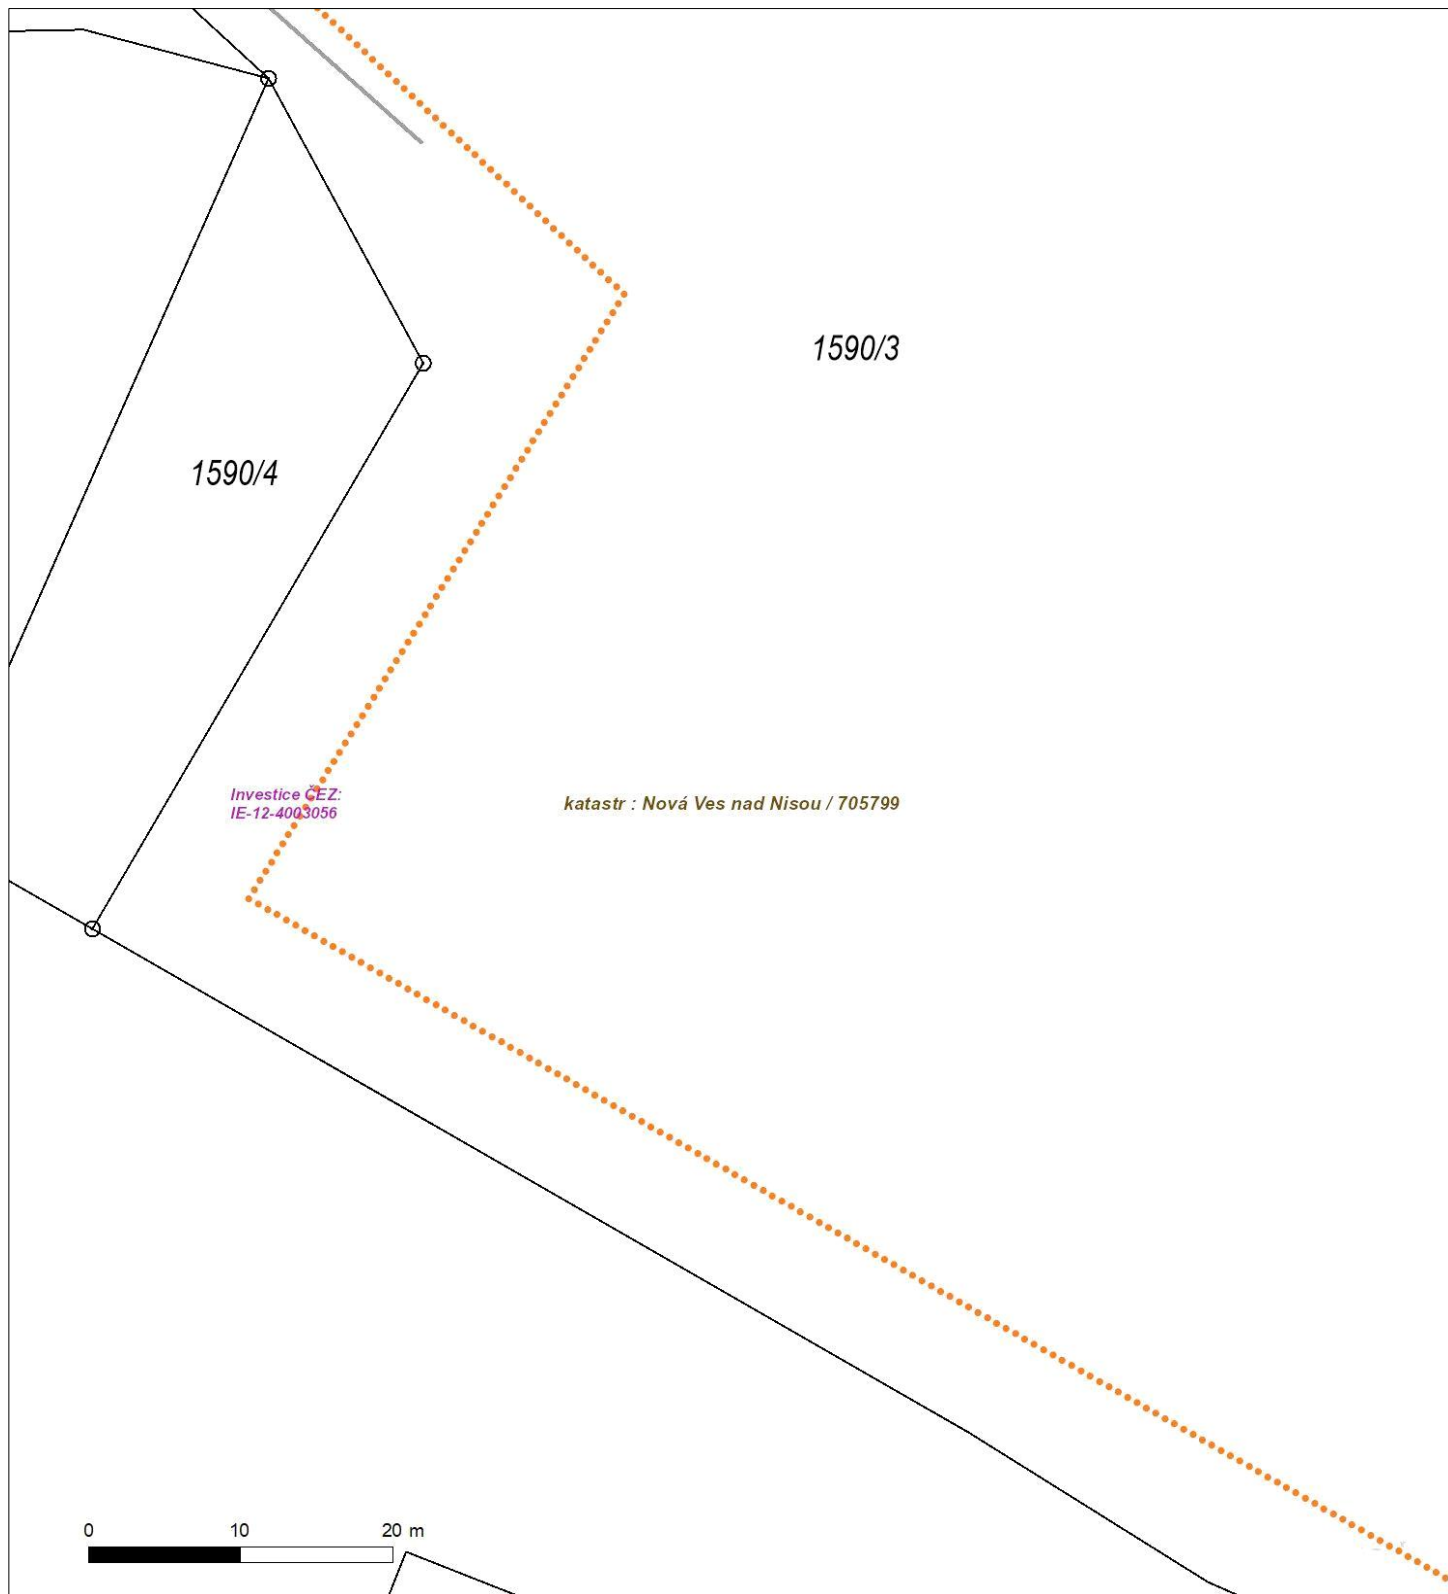 1590/3
1590/4
Investice ČEZ:
IE-12-4003056
katastr : Nová Ves nad Nisou / 705799
0 10 20 m